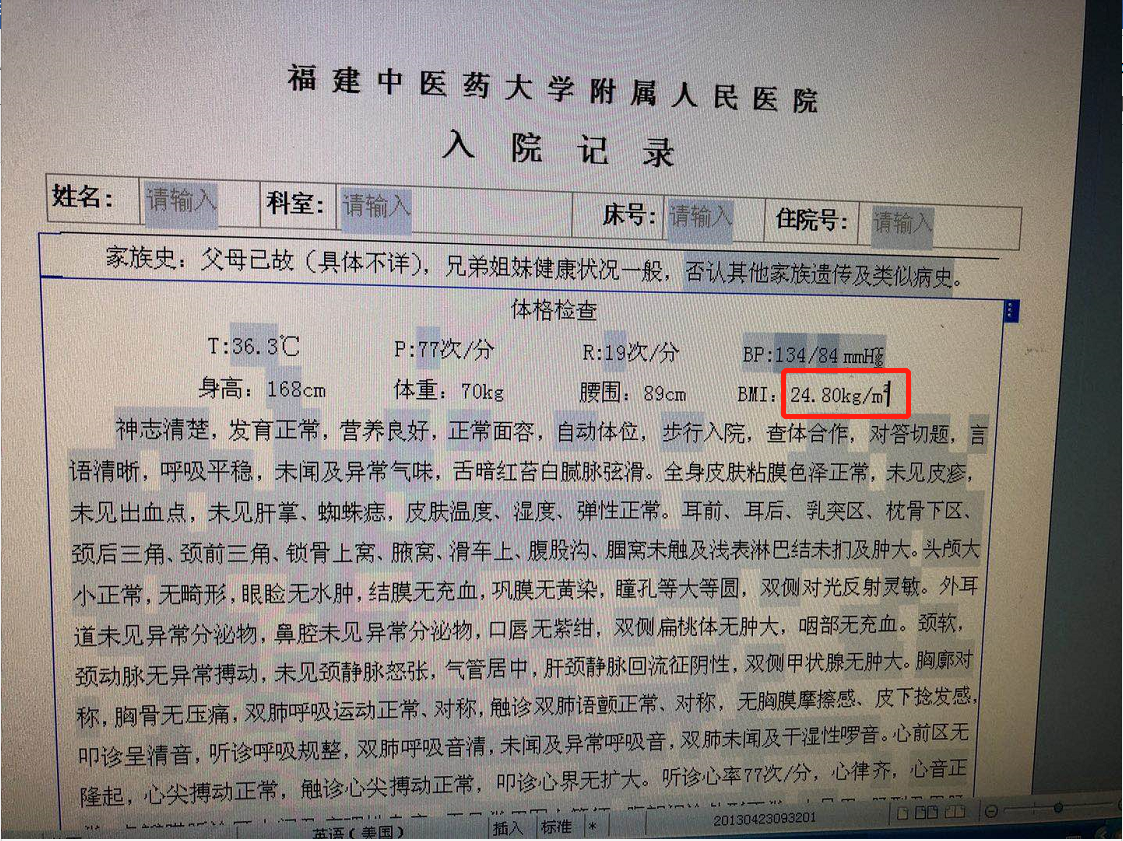 福建中医药大学附属人民医院
入院记录
姓名： 请输入 科室： 请输入 床号： 请输入 住院号： 请输入
家族史：父母已故（具体不详），兄弟姐妹健康状况一般，否认其他家族遗传及类似病史。
体格检查
T:36.3℃ P:77次/分 R:19次/分 BP:134/84mmHg
身高：168cm 体重：70kg 腰围：89cm BMI：24.80kg/m²
神志清楚，发育正常，营养良好，正常面容，自动体位，步行入院，查体合作，对答切题，言
语清晰，呼吸平稳，未闻及异常气味，舌暗红苔白腻脉弦滑。全身皮肤粘膜色泽正常，未见皮疹，
未见出血点，未见肝掌、蜘蛛痣，皮肤温度、湿度、弹性正常。耳前、耳后、乳突区、枕骨下区、
颈后三角、颈前三角、锁骨上窝、腋窝、滑车上、腹股沟、腘窝未触及浅表淋巴结未扪及肿大。头颅大
小正常，无畸形，眼睑无水肿，结膜无充血，巩膜无黄染，瞳孔等大等圆，双侧对光反射灵敏。外耳
道未见异常分泌物，鼻腔未见异常分泌物，口唇无紫绀，双侧扁桃体无肿大，咽部无充血。颈软，
颈动脉无异常搏动，未见颈静脉怒张，气管居中，肝颈静脉回流征阴性，双侧甲状腺无肿大。胸廓对
称，胸骨无压痛，双肺呼吸运动正常、对称，触诊双肺语颤正常、对称，无胸膜摩擦感、皮下捻发感，
叩诊呈清音，听诊呼吸规整，双肺呼吸音清，未闻及异常呼吸音，双肺未闻及干湿性啰音。心前区无
隆起，心尖搏动正常，触诊心尖搏动正常，叩诊心界无扩大。听诊心率77次/分，心律齐，心音正
英语（美国） 插入 标准 * 20130423093201